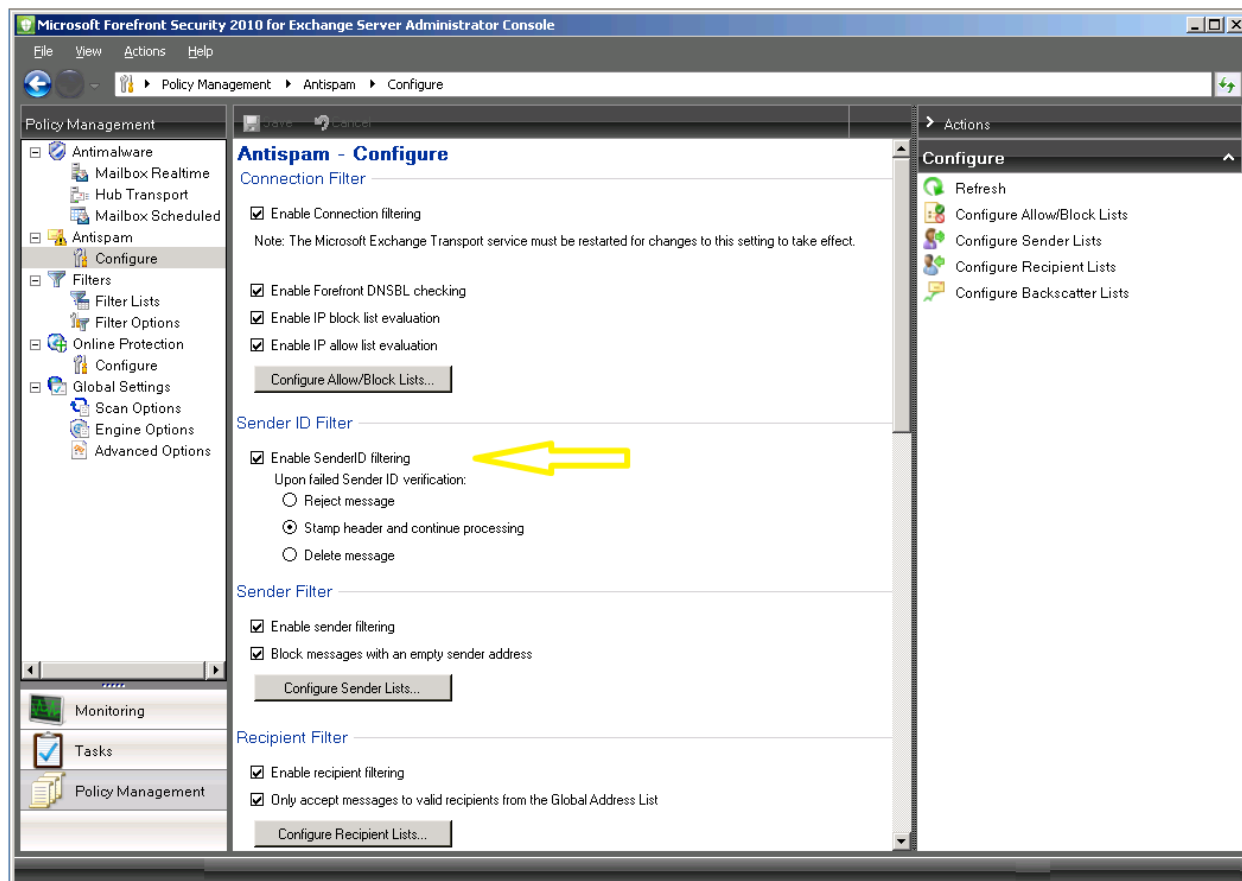 Microsoft Forefront Security 2010 for Exchange Server Administrator Console
File View Actions Help
Policy Management Antispam Configure
Policy Management
Antimalware
Mailbox Realtime
Hub Transport
Mailbox Scheduled
Antispam
Configure
Filters
Filter Lists
Filter Options
Online Protection
Configure
Global Settings
Scan Options
Engine Options
Advanced Options
Monitoring
Tasks
Policy Management
Save Cancel
Antispam - Configure
Connection Filter
Enable Connection filtering
Note: The Microsoft Exchange Transport service must be restarted for changes to this setting to take effect.
Enable Forefront DNSBL checking
Enable IP block list evaluation
Enable IP allow list evaluation
Configure Allow/Block Lists...
Sender ID Filter
Enable SenderID filtering
Upon failed Sender ID verification:
Reject message
Stamp header and continue processing
Delete message
Sender Filter
Enable sender filtering
Block messages with an empty sender address
Configure Sender Lists...
Recipient Filter
Enable recipient filtering
Only accept messages to valid recipients from the Global Address List
Configure Recipient Lists...
Actions
Configure
Refresh
Configure Allow/Block Lists
Configure Sender Lists
Configure Recipient Lists
Configure Backscatter Lists